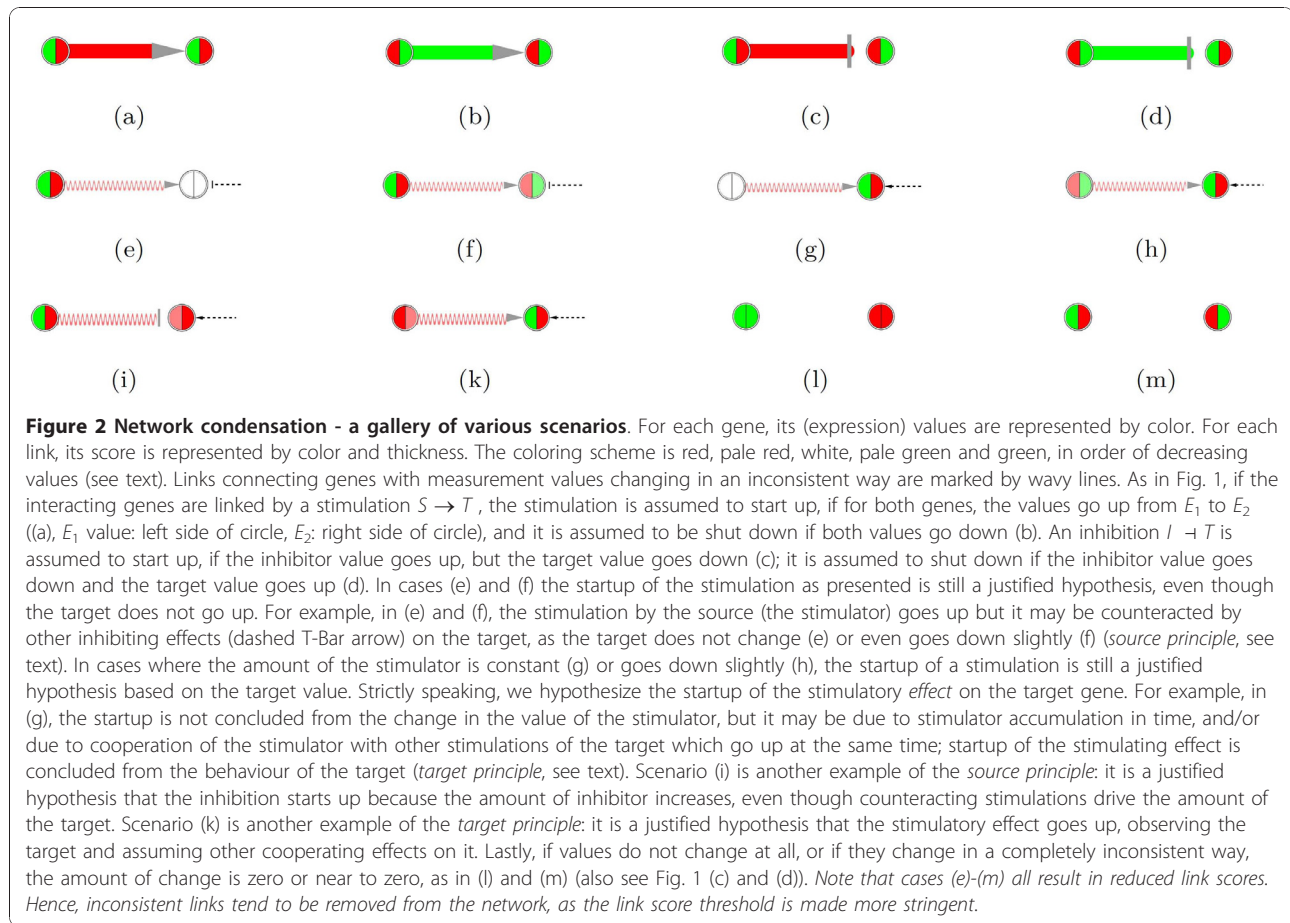 (a) (b) (c) (d)
(e) (f) (g) (h)
(i) (k) (l) (m)
Figure 2 Network condensation - a gallery of various scenarios. For each gene, its (expression) values are represented by color. For each
link, its score is represented by color and thickness. The coloring scheme is red, pale red, white, pale green and green, in order of decreasing
values (see text). Links connecting genes with measurement values changing in an inconsistent way are marked by wavy lines. As in Fig. 1, if the
interacting genes are linked by a stimulation S → T , the stimulation is assumed to start up, if for both genes, the values go up from E₁ to E₂
((a), E₁ value: left side of circle, E₂: right side of circle), and it is assumed to be shut down if both values go down (b). An inhibition I ⊣ T is
assumed to start up, if the inhibitor value goes up, but the target value goes down (c); it is assumed to shut down if the inhibitor value goes
down and the target value goes up (d). In cases (e) and (f) the startup of the stimulation as presented is still a justified hypothesis, even though
the target does not go up. For example, in (e) and (f), the stimulation by the source (the stimulator) goes up but it may be counteracted by
other inhibiting effects (dashed T-Bar arrow) on the target, as the target does not change (e) or even goes down slightly (f) (source principle, see
text). In cases where the amount of the stimulator is constant (g) or goes down slightly (h), the startup of a stimulation is still a justified
hypothesis based on the target value. Strictly speaking, we hypothesize the startup of the stimulatory effect on the target gene. For example, in
(g), the startup is not concluded from the change in the value of the stimulator, but it may be due to stimulator accumulation in time, and/or
due to cooperation of the stimulator with other stimulations of the target which go up at the same time; startup of the stimulating effect is
concluded from the behaviour of the target (target principle, see text). Scenario (i) is another example of the source principle: it is a justified
hypothesis that the inhibition starts up because the amount of inhibitor increases, even though counteracting stimulations drive the amount of
the target. Scenario (k) is another example of the target principle: it is a justified hypothesis that the stimulatory effect goes up, observing the
target and assuming other cooperating effects on it. Lastly, if values do not change at all, or if they change in a completely inconsistent way,
the amount of change is zero or near to zero, as in (l) and (m) (also see Fig. 1 (c) and (d)). Note that cases (e)-(m) all result in reduced link scores.
Hence, inconsistent links tend to be removed from the network, as the link score threshold is made more stringent.